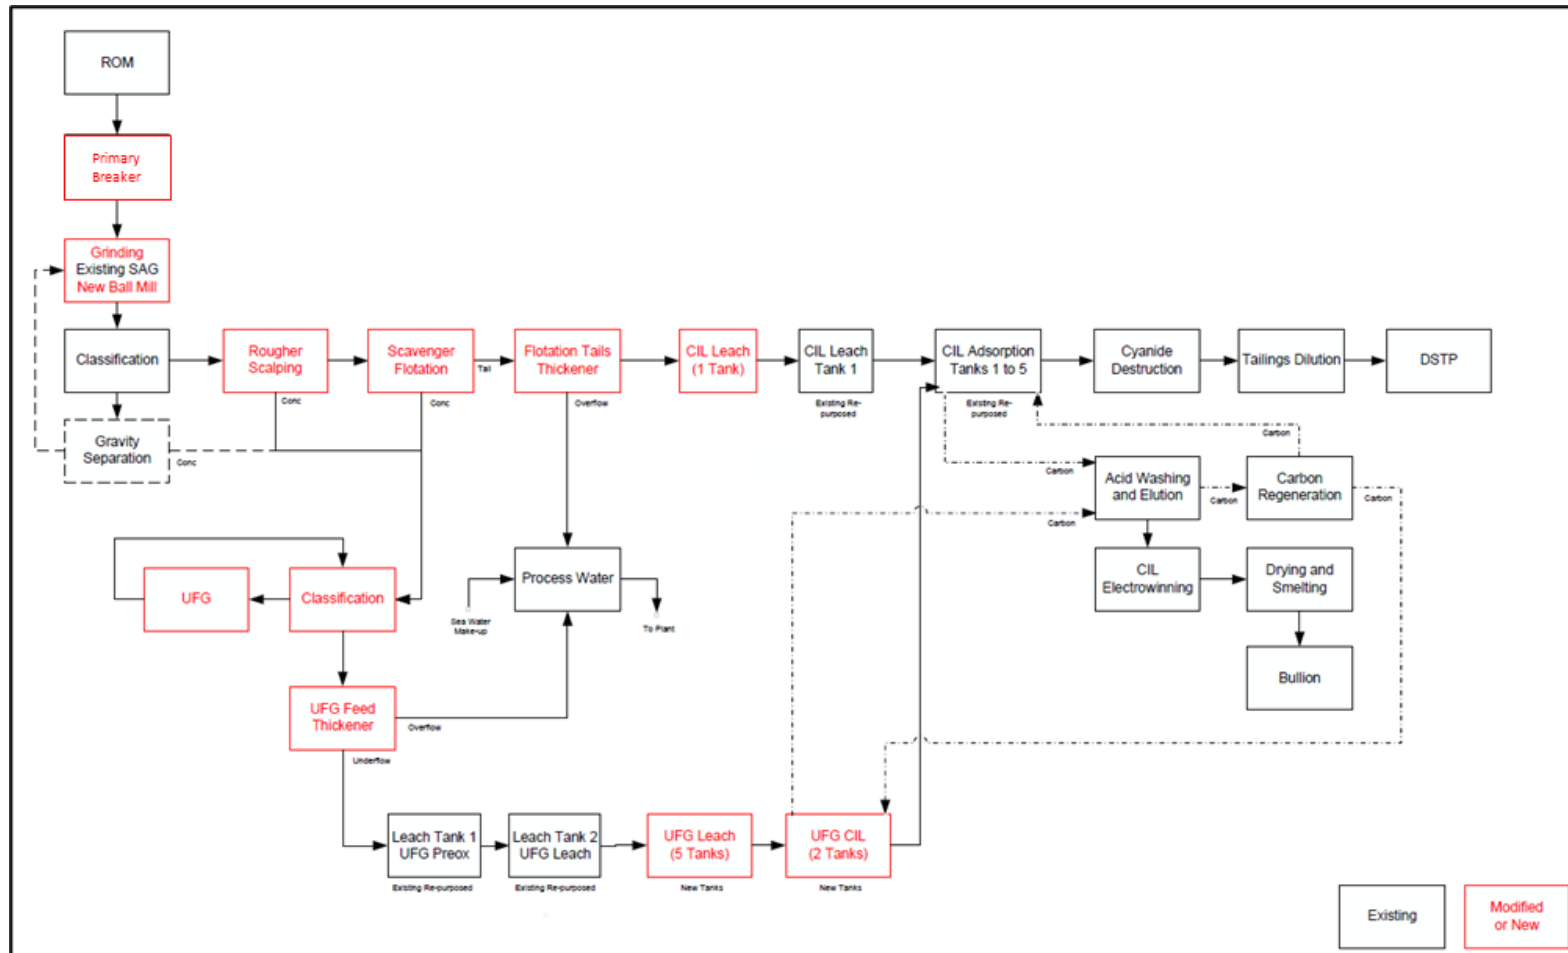 ROM
Primary
Breaker
Grinding
Existing SAG
New Ball Mill
Classification
Rougher
Scalping
Scavenger
Flotation
Tail
Flotation Tails
Thickener
CIL Leach
(1 Tank)
CIL Leach
Tank 1
CIL Adsorption
Tanks 1 to 5
Cyanide
Destruction
Tailings Dilution
DSTP
Conc
Conc
Overflow
Existing Re-
purposed
Existing Re-
purposed
Gravity
Separation
Conc
Carbon
Carbon
Acid Washing
and Elution
Carbon
Carbon
Regeneration
Carbon
Carbon
UFG
Classification
Process Water
Sea Water
Make-up
To Plant
CIL
Electrowinning
Drying and
Smelting
Bullion
UFG Feed
Thickener
Overflow
Underflow
Leach Tank 1
UFG Preox
Leach Tank 2
UFG Leach
UFG Leach
(5 Tanks)
UFG CIL
(2 Tanks)
Existing Re-purposed
Existing Re-purposed
New Tanks
New Tanks
Existing
Modified
or New